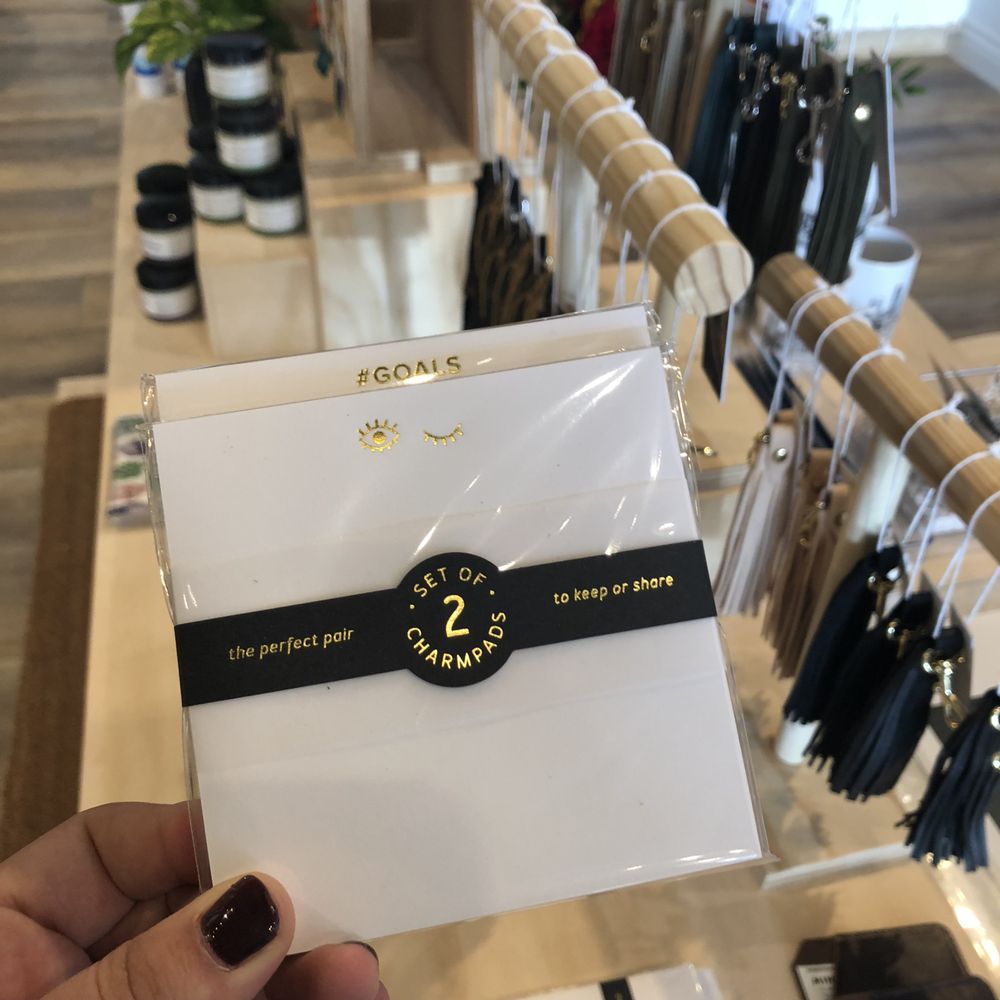 #GOALS
the perfect pair
SET OF
2
CHARMPADS
to keep or share